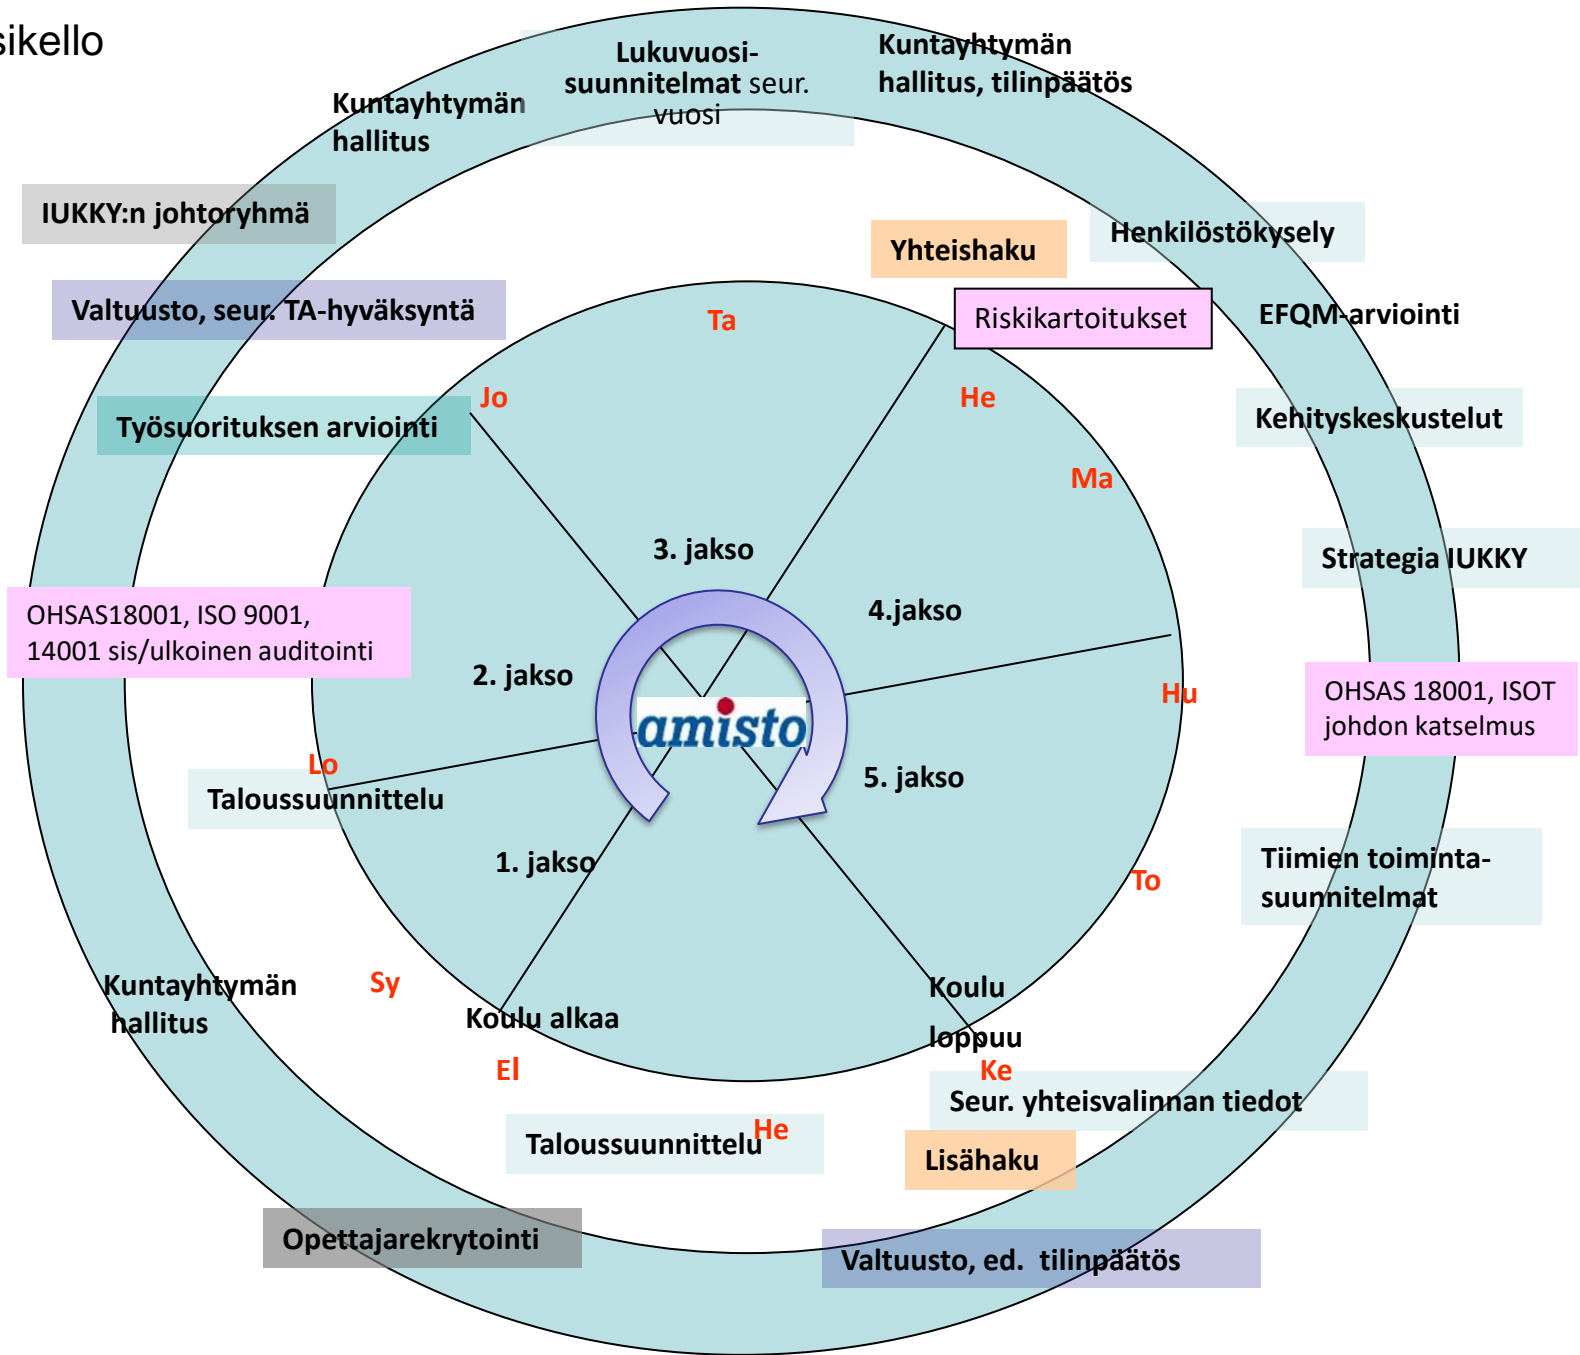 sikello
Lukuvuosi-
suunnitelmat seur.
vuosi
Kuntayhtymän
hallitus, tilinpäätös
Kuntayhtymän
hallitus
IUKKY:n johtoryhmä
Yhteishaku
Henkilöstökysely
Valtuusto, seur. TA-hyväksyntä
Ta
Riskikartoitukset
EFQM-arviointi
Jo
He
Työsuorituksen arviointi
Kehityskeskustelut
Ma
3. jakso
Strategia IUKKY
OHSAS18001, ISO 9001,
14001 sis/ulkoinen auditointi
4.jakso
2. jakso
Hu
OHSAS 18001, ISOT
johdon katselmus
amisto
Lo
Taloussuunnittelu
5. jakso
1. jakso
To
Tiimien toiminta-
suunnitelmat
Kuntayhtymän
hallitus
Sy
Koulu alkaa
Koulu
loppuu
El
Ke
Seur. yhteisvalinnan tiedot
He
Taloussuunnittelu
Lisähaku
Opettajarekrytointi
Valtuusto, ed. tilinpäätös